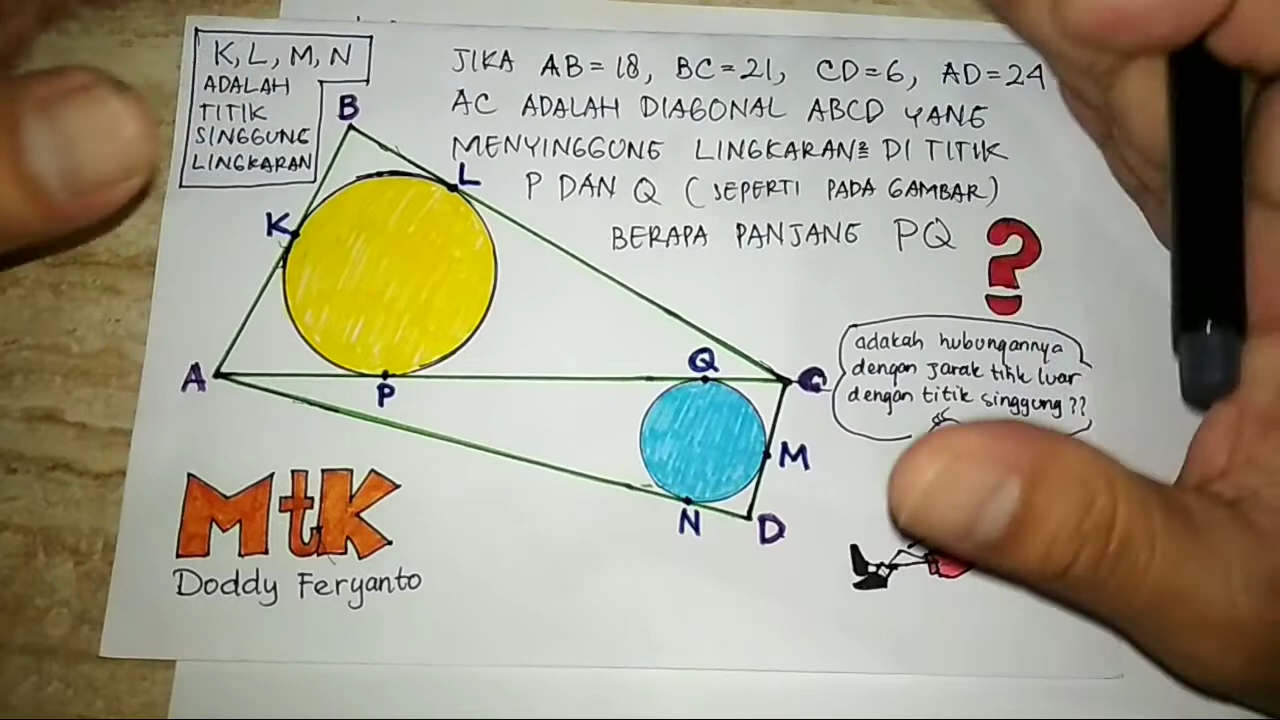 K, L, M, N
ADALAH
TITIK
SINGGUNG
LINGKARAN
JIKA AB = 18, BC = 21, CD = 6, AD = 24
AC ADALAH DIAGONAL ABCD YANG
MENYINGGUNG LINGKARAN2 DI TITIK
P DAN Q (SEPERTI PADA GAMBAR)
BERAPA PANJANG PQ
?
B
L
K
A
P
Q
C
M
N
D
adakah hubungannya
dengan jarak titik luar
dengan titik singgung ??
MtK
Doddy Feryanto